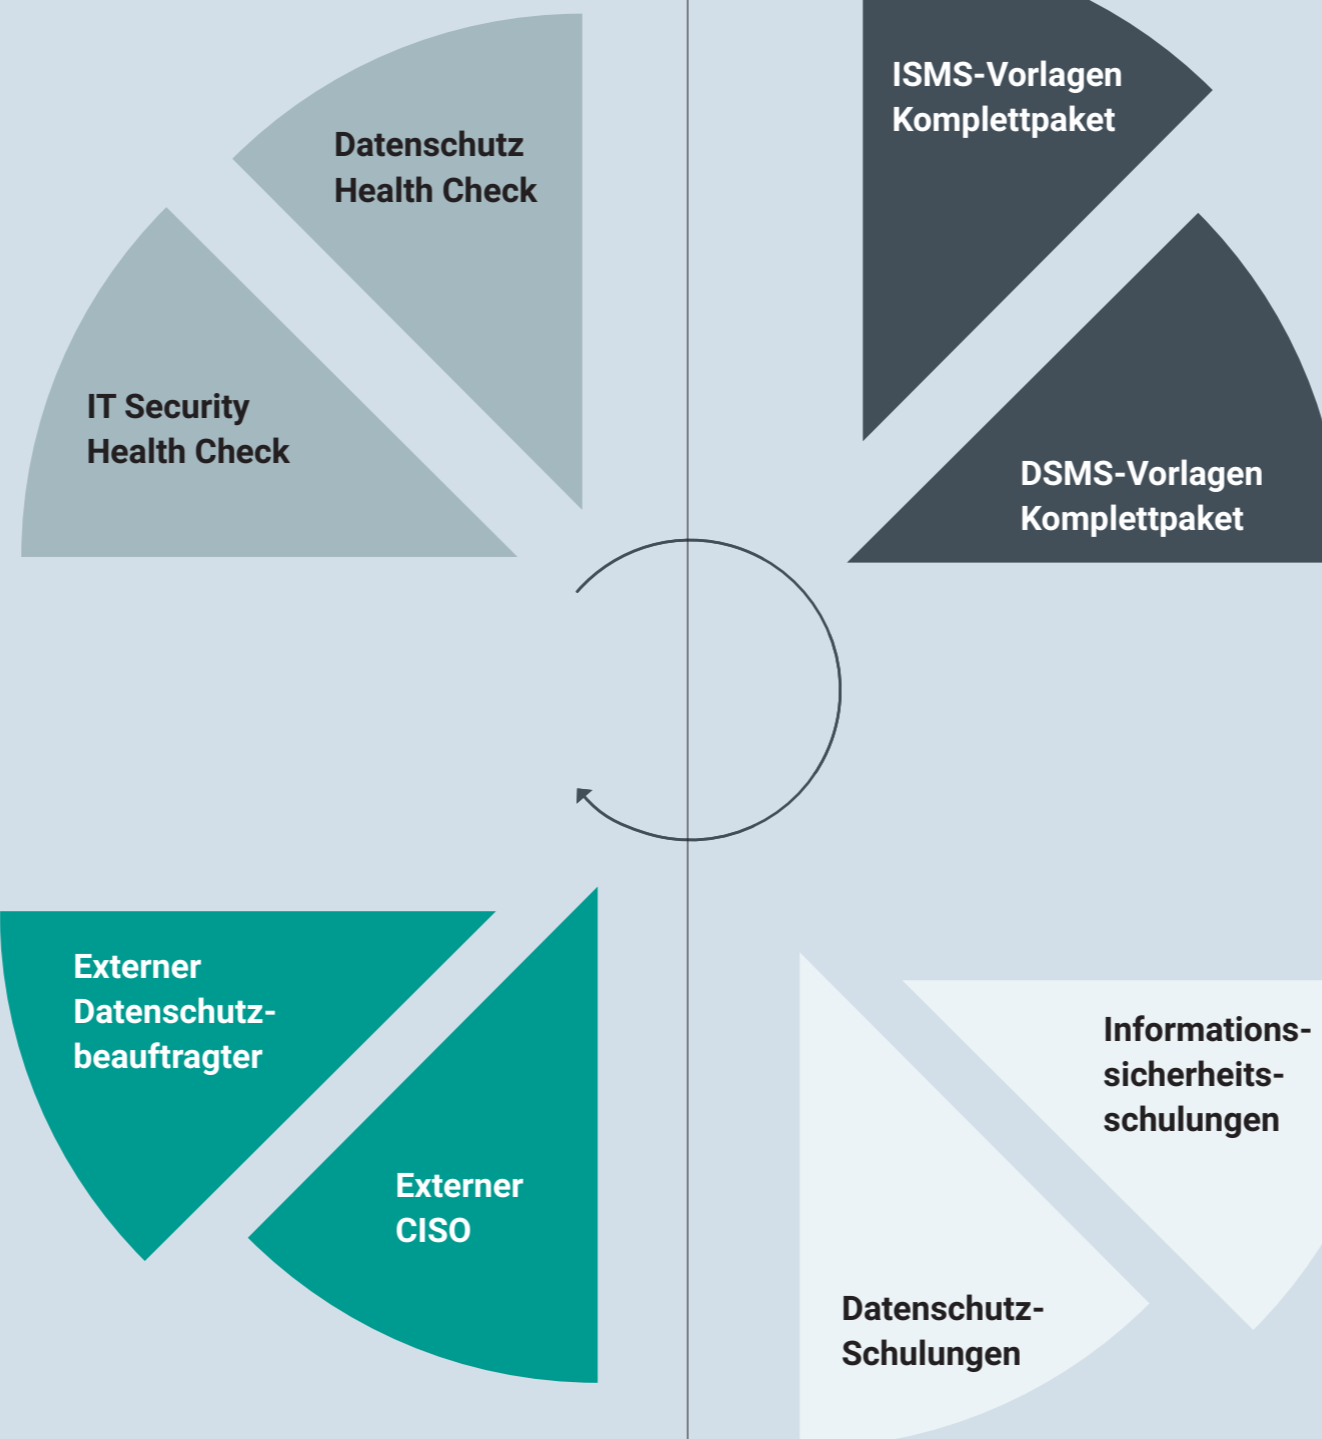 Datenschutz
Health Check
IT Security
Health Check
ISMS-Vorlagen
Komplettpaket
DSMS-Vorlagen
Komplettpaket
Externer
Datenschutz-
beauftragter
Externer
CISO
Informations-
sicherheits-
schulungen
Datenschutz-
Schulungen